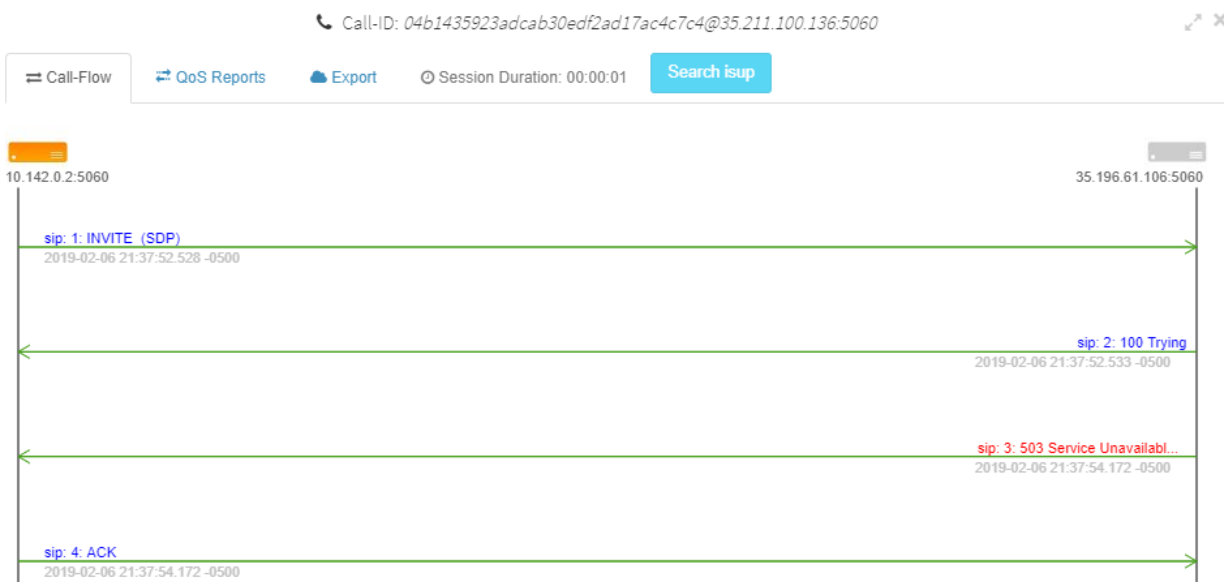 Call-ID: 04b1435923adcab30edf2ad17ac4c7c4@35.211.100.136:5060
Call-Flow QoS Reports Export Session Duration: 00:00:01 Search isup
10.142.0.2:5060 35.196.61.106:5060
sip: 1: INVITE (SDP)
2019-02-06 21:37:52.528 -0500
sip: 2: 100 Trying
2019-02-06 21:37:52.533 -0500
sip: 3: 503 Service Unavailabl...
2019-02-06 21:37:54.172 -0500
sip: 4: ACK
2019-02-06 21:37:54.172 -0500